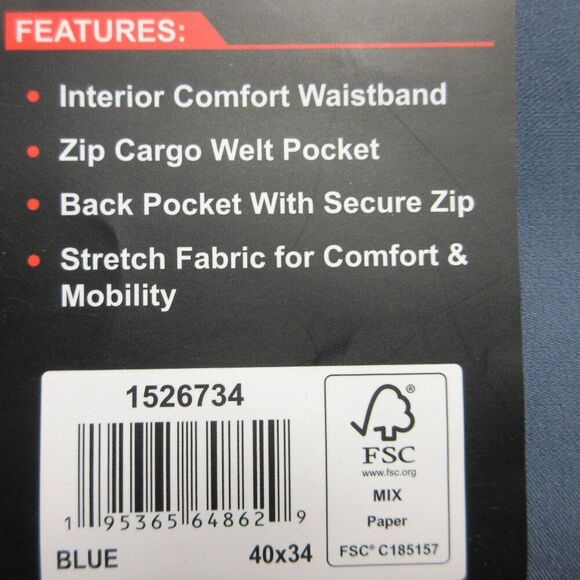 FEATURES:
• Interior Comfort Waistband
• Zip Cargo Welt Pocket
• Back Pocket With Secure Zip
• Stretch Fabric for Comfort &
Mobility
1526734
1 95365 64862 9
BLUE 40x34
®
FSC
www.fsc.org
MIX
Paper
FSC® C185157